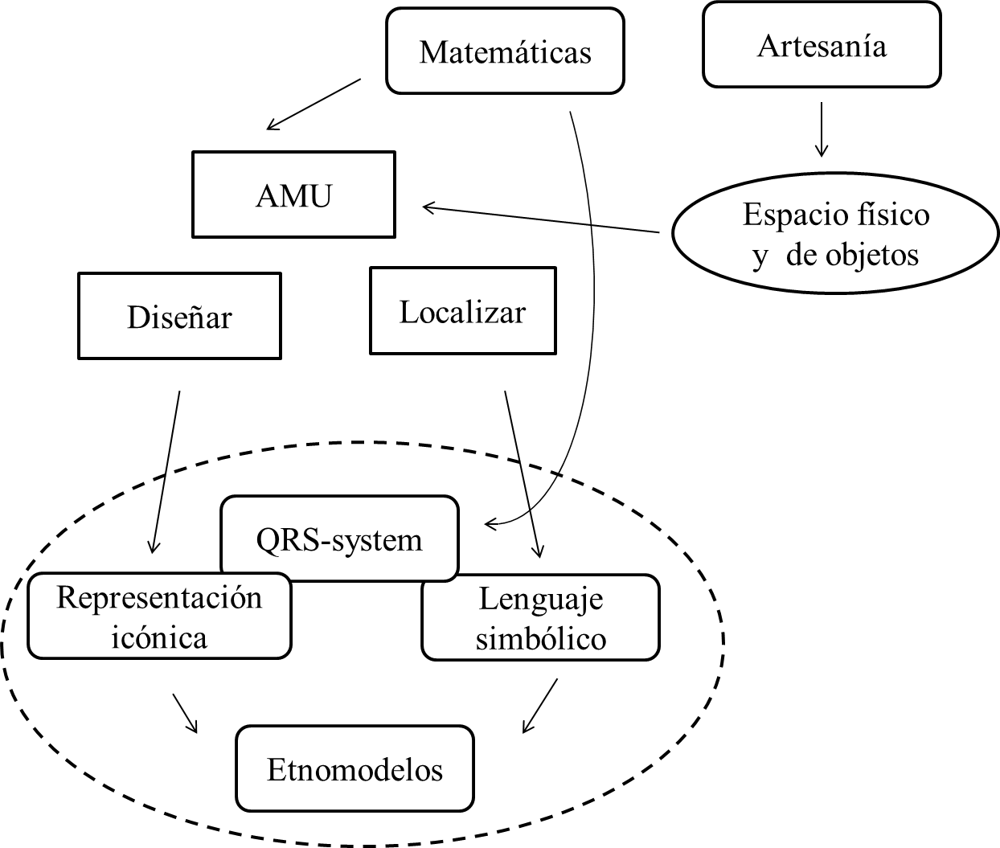 Matemáticas
Artesanía
AMU
Espacio físico
y de objetos
Diseñar
Localizar
QRS-system
Representación
icónica
Lenguaje
simbólico
Etnomodelos